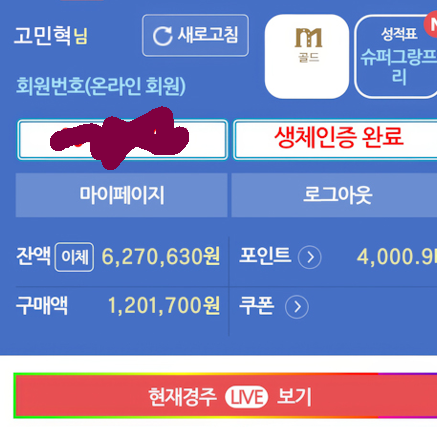 고민혁님
새로고침
골드
성적표
슈퍼그랑프
리
회원번호(온라인 회원)
생체인증 완료
마이페이지
로그아웃
잔액 이체 6,270,630원
포인트 4,000.9
구매액 1,201,700원
쿠폰
현재경주 LIVE 보기